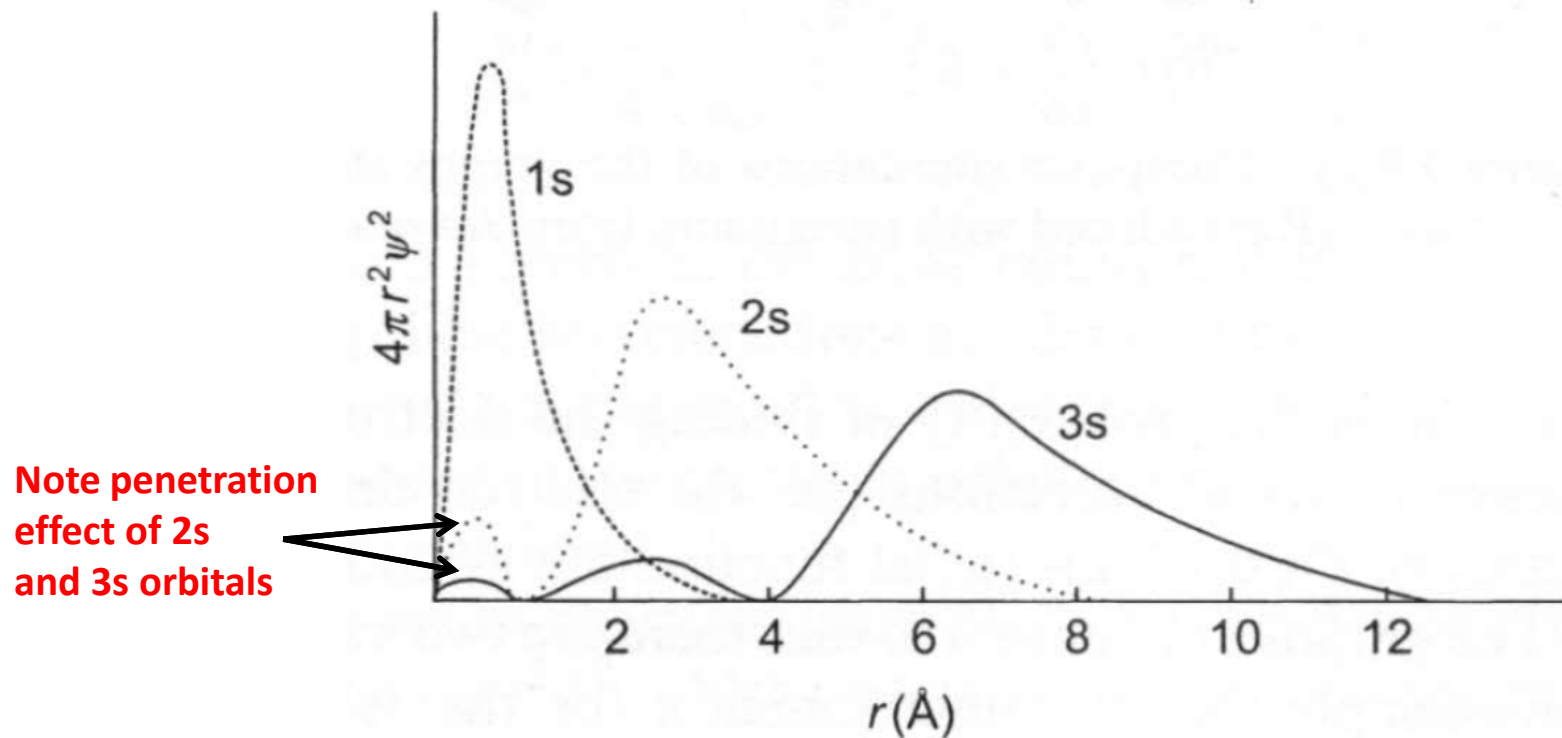 1s
4πr²ψ²
2s
3s
Note penetration
effect of 2s
and 3s orbitals
2 4 6 8 10 12
r(Å)